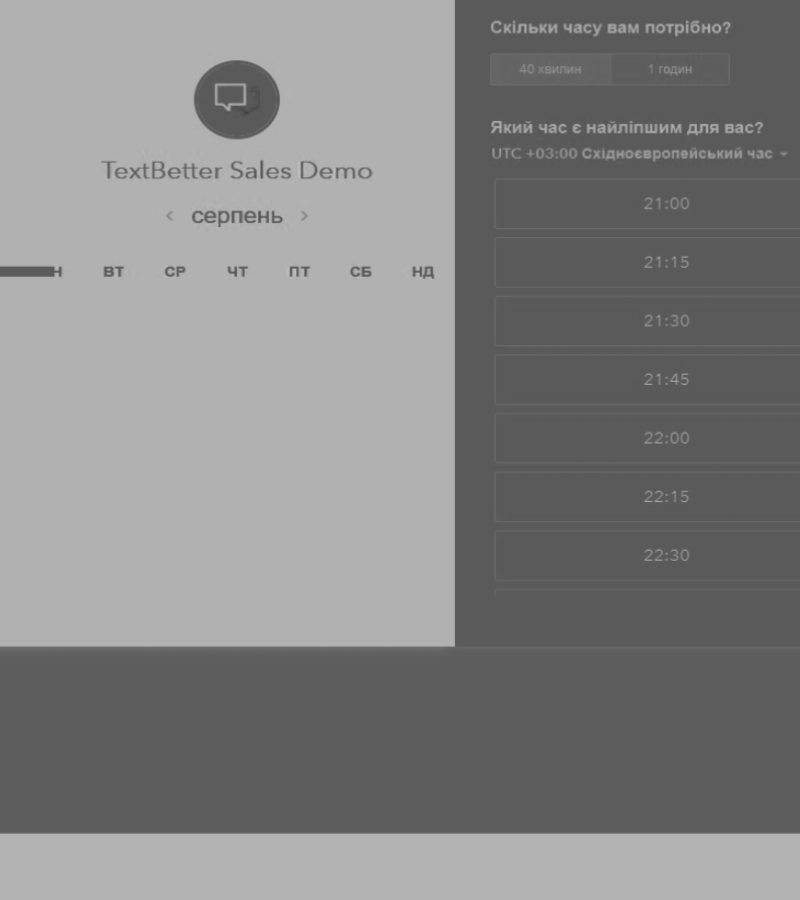 TextBetter Sales Demo
< серпень >
Н ВТ СР ЧТ ПТ СБ НД
Скільки часу вам потрібно?
40 хвилин 1 годин
Який час є найліпшим для вас?
UTC +03:00 Східноєвропейський час
21:00
21:15
21:30
21:45
22:00
22:15
22:30